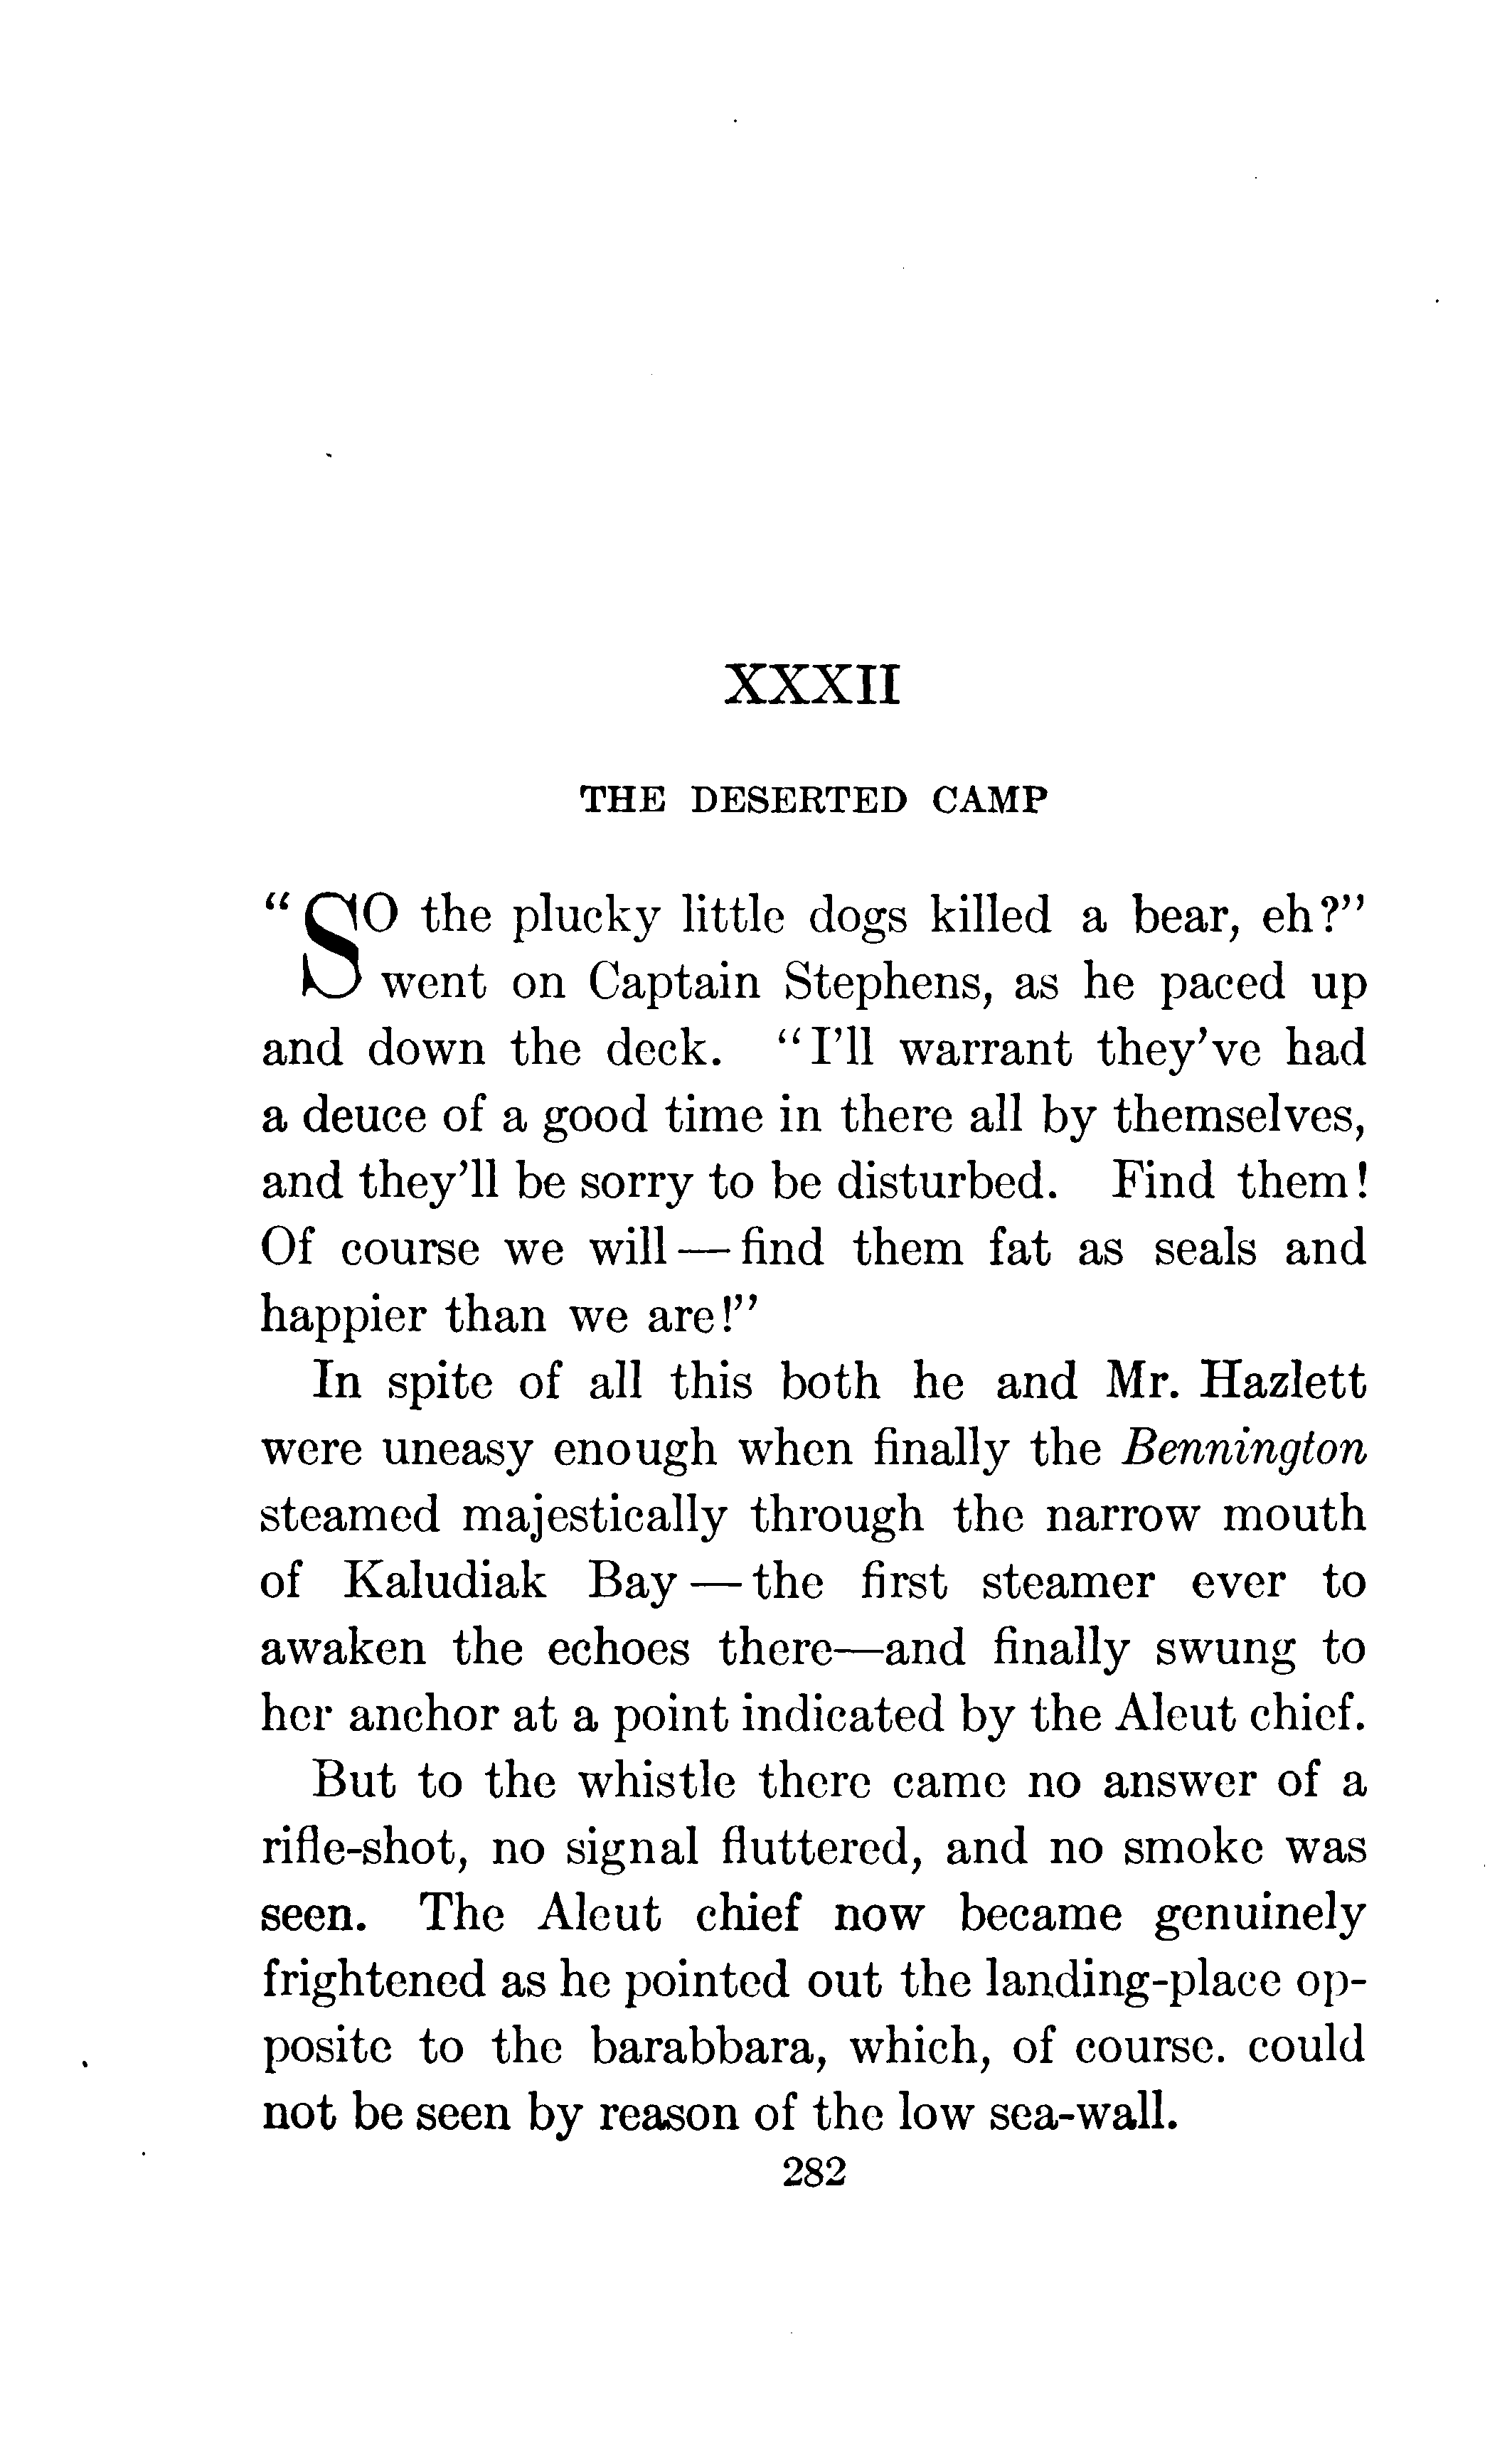 XXXII
THE DESERTED CAMP
"SO the plucky little dogs killed a bear, eh?"
went on Captain Stephens, as he paced up
and down the deck. "I'll warrant they've had
a deuce of a good time in there all by themselves,
and they'll be sorry to be disturbed. Find them!
Of course we will — find them fat as seals and
happier than we are!"
In spite of all this both he and Mr. Hazlett
were uneasy enough when finally the Bennington
steamed majestically through the narrow mouth
of Kaludiak Bay — the first steamer ever to
awaken the echoes there—and finally swung to
her anchor at a point indicated by the Aleut chief.
But to the whistle there came no answer of a
rifle-shot, no signal fluttered, and no smoke was
seen. The Aleut chief now became genuinely
frightened as he pointed out the landing-place op-
posite to the barabbara, which, of course. could
not be seen by reason of the low sea-wall.
282